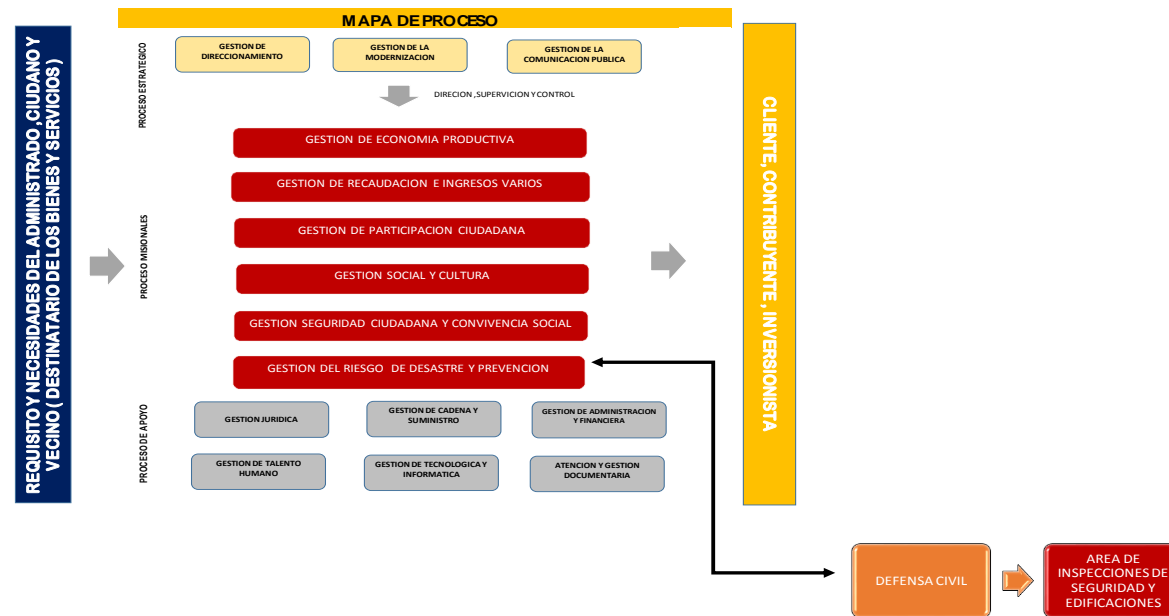 MAPA DE PROCESO
REQUISITO Y NECESIDADES DEL ADMINISTRADO ,CIUDANO Y
VECINO ( DESTINATARIO DE LOS BIENES Y SERVICIOS )
PROCESO ESTRATEGICO
GESTION DE
DIRECCIONAMIENTO
GESTION DE LA
MODERNIZACION
GESTION DE LA
COMUNICACION PUBLICA
DIRECION ,SUPERVICION Y CONTROL
PROCESO MISIONALES
GESTION DE ECONOMIA PRODUCTIVA
GESTION DE RECAUDACION E INGRESOS VARIOS
GESTION DE PARTICIPACION CIUDADANA
GESTION SOCIAL Y CULTURA
GESTION SEGURIDAD CIUDADANA Y CONVIVENCIA SOCIAL
GESTION DEL RIESGO DE DESASTRE Y PREVENCION
PROCESO DE APOYO
GESTION JURIDICA
GESTION DE CADENA Y
SUMINISTRO
GESTION DE ADMINISTRACION
Y FINANCIERA
GESTION DE TALENTO
HUMANO
GESTION DE TECNOLOGICA Y
INFORMATICA
ATENCION Y GESTION
DOCUMENTARIA
CLIENTE, CONTRIBUYENTE , INVERSIONISTA
DEFENSA CIVIL
AREA DE
INSPECCIONES DE
SEGURIDAD Y
EDIFICACIONES